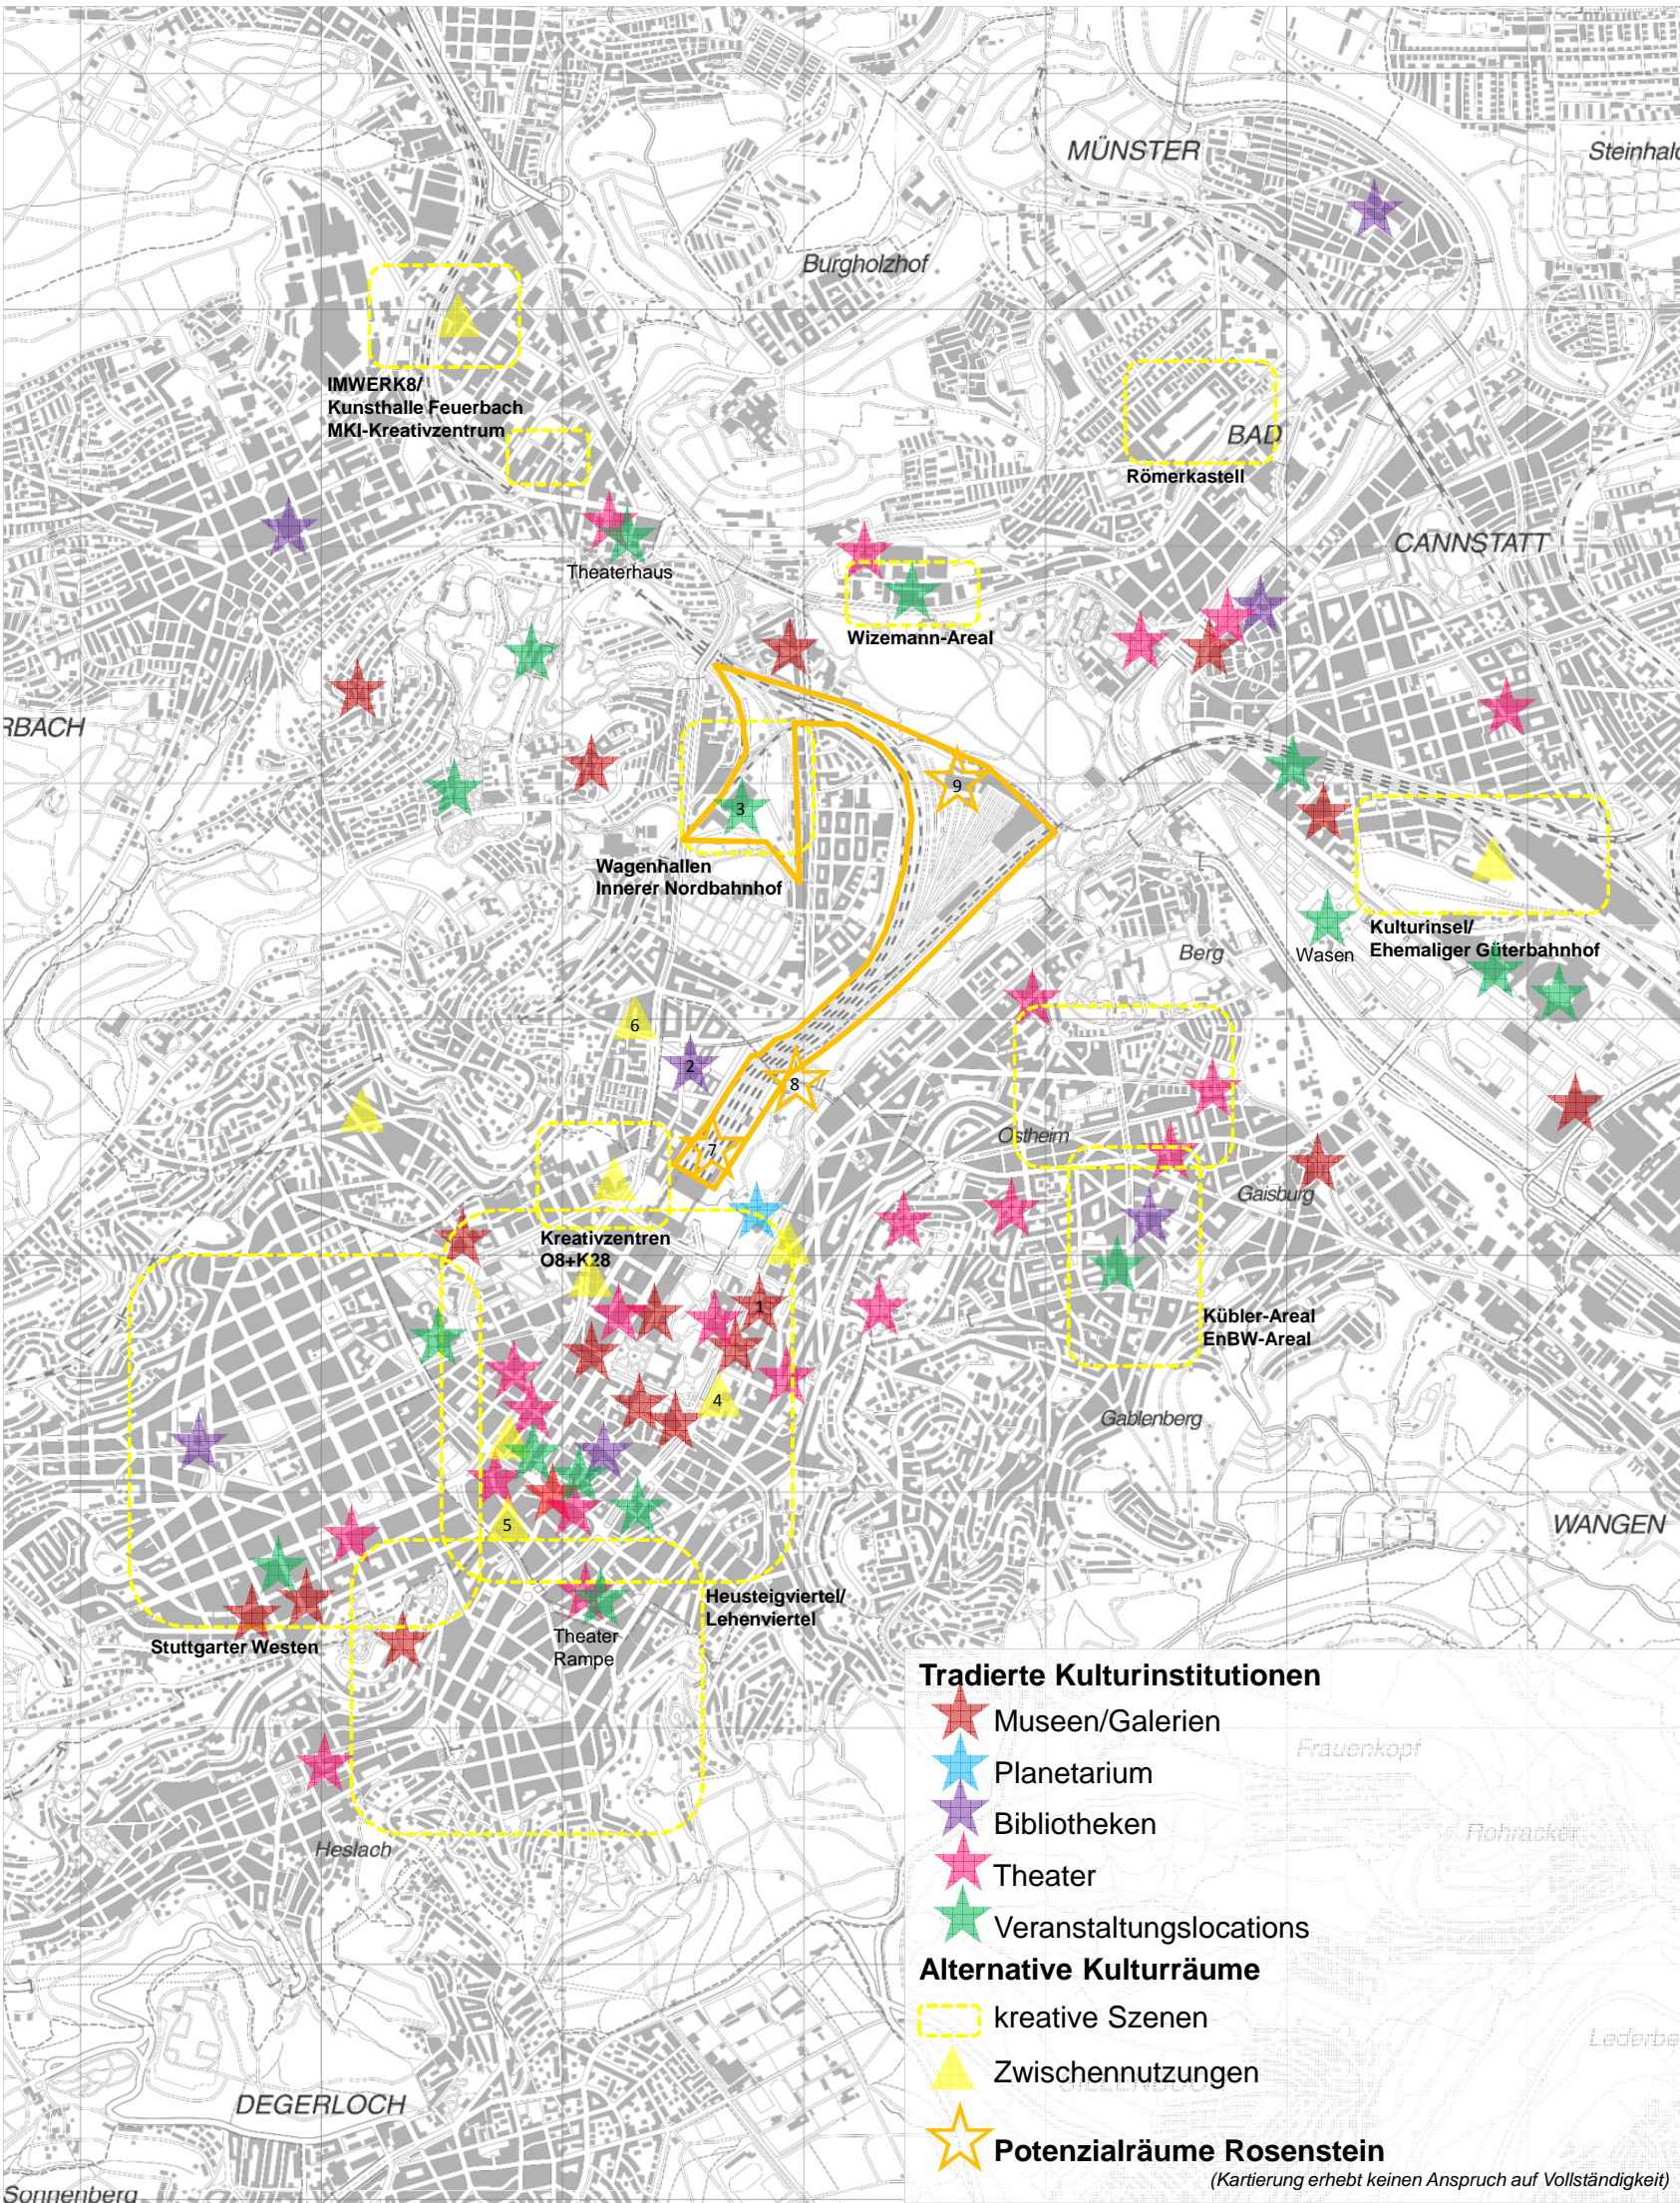 MÜNSTER
Burgholzhof
IMWERK8/
Kunsthalle Feuerbach
MKI-Kreativzentrum
BAD
Römerkastell
CANNSTATT
Theaterhaus
Wizemann-Areal
RBACH
9
3
Wagenhallen
Innerer Nordbahnhof
Kulturinsel/
Ehemaliger Güterbahnhof
Berg
Wasen
6
2
8
7
Ostheim
Gaisburg
Kreativzentren
O8+K28
1
Kübler-Areal
EnBW-Areal
4
Gablenberg
5
WANGEN
Heusteigviertel/
Lehenviertel
Stuttgarter Westen
Theater
Rampe
Heslach
DEGERLOCH
Sonnenberg
Tradierte Kulturinstitutionen
Museen/Galerien
Frauenkopf
Planetarium
Bibliotheken
Rohracker
Theater
Veranstaltungslocations
Alternative Kulturräume
kreative Szenen
Zwischennutzungen
Potenzialräume Rosenstein
(Kartierung erhebt keinen Anspruch auf Vollständigkeit)